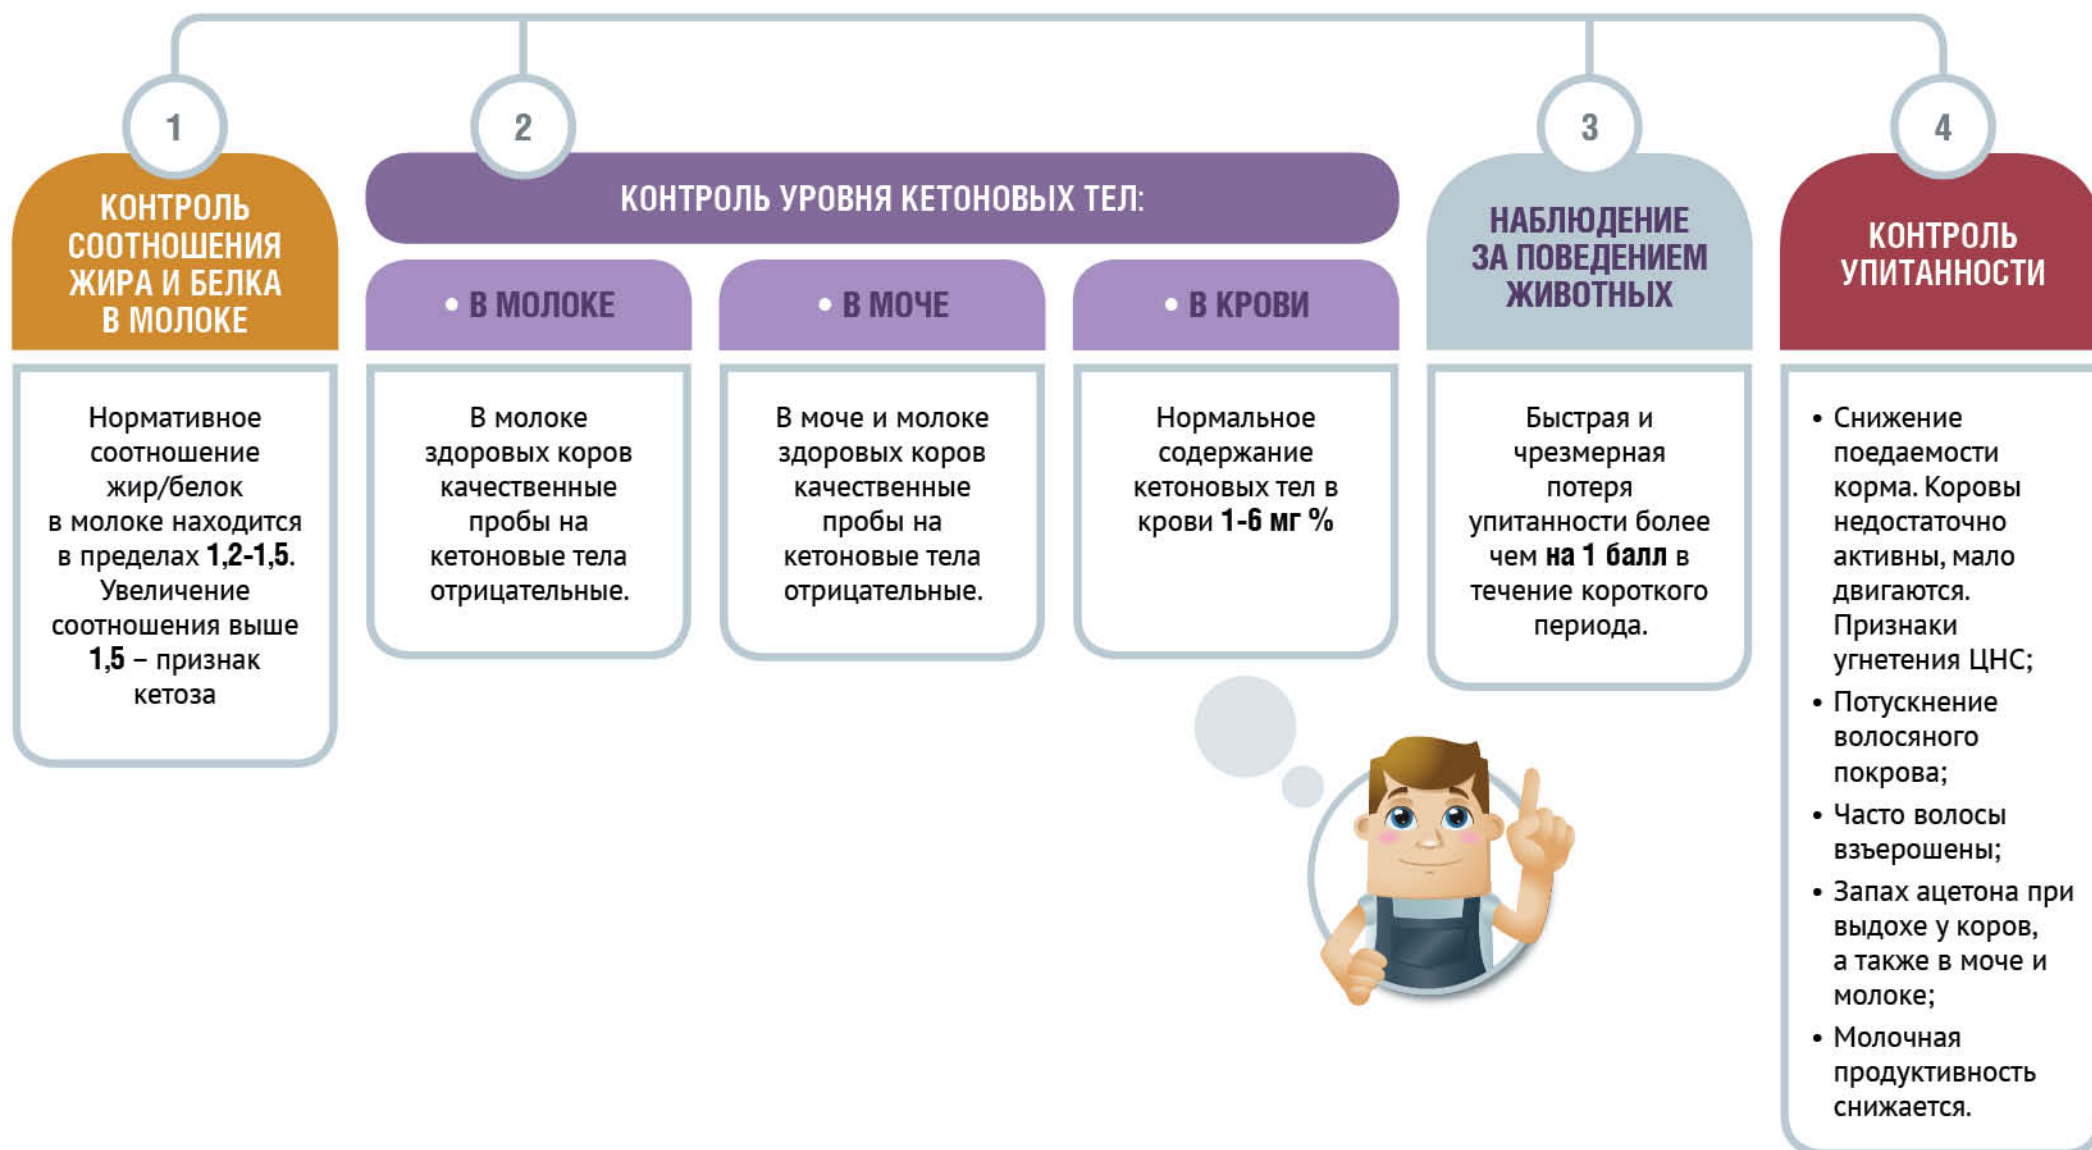 1
КОНТРОЛЬ
СООТНОШЕНИЯ
ЖИРА И БЕЛКА
В МОЛОКЕ
Нормативное
соотношение
жир/белок
в молоке находится
в пределах 1,2-1,5.
Увеличение
соотношения выше
1,5 – признак
кетоза
2
КОНТРОЛЬ УРОВНЯ КЕТОНОВЫХ ТЕЛ:
• В МОЛОКЕ
В молоке
здоровых коров
качественные
пробы на
кетоновые тела
отрицательные.
• В МОЧЕ
В моче и молоке
здоровых коров
качественные
пробы на
кетоновые тела
отрицательные.
• В КРОВИ
Нормальное
содержание
кетоновых тел в
крови 1-6 мг %
3
НАБЛЮДЕНИЕ
ЗА ПОВЕДЕНИЕМ
ЖИВОТНЫХ
Быстрая и
чрезмерная
потеря
упитанности более
чем на 1 балл в
течение короткого
периода.
4
КОНТРОЛЬ
УПИТАННОСТИ
• Снижение
поедаемости
корма. Коровы
недостаточно
активны, мало
двигаются.
Признаки
угнетения ЦНС;
• Потускнение
волосяного
покрова;
• Часто волосы
взъерошены;
• Запах ацетона при
выдохе у коров,
а также в моче и
молоке;
• Молочная
продуктивность
снижается.